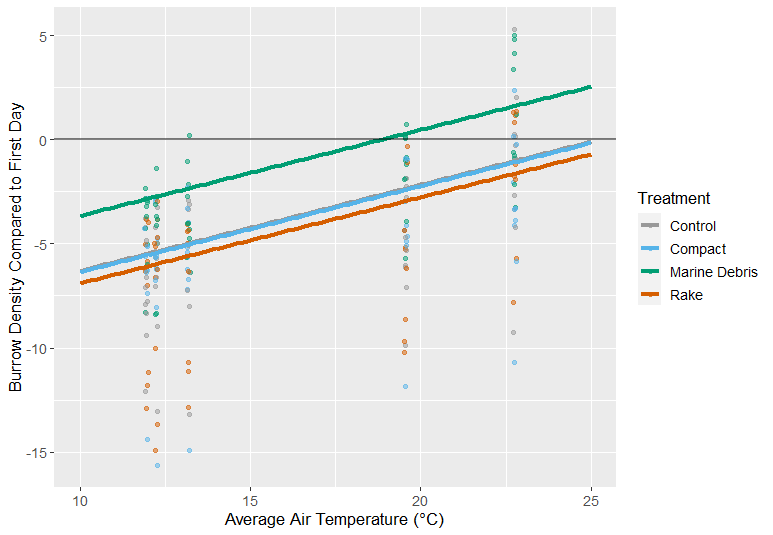 5
0
-5
-10
-15
10 15 20 25
Average Air Temperature (°C)
Burrow Density Compared to First Day
Treatment
Control
Compact
Marine Debris
Rake